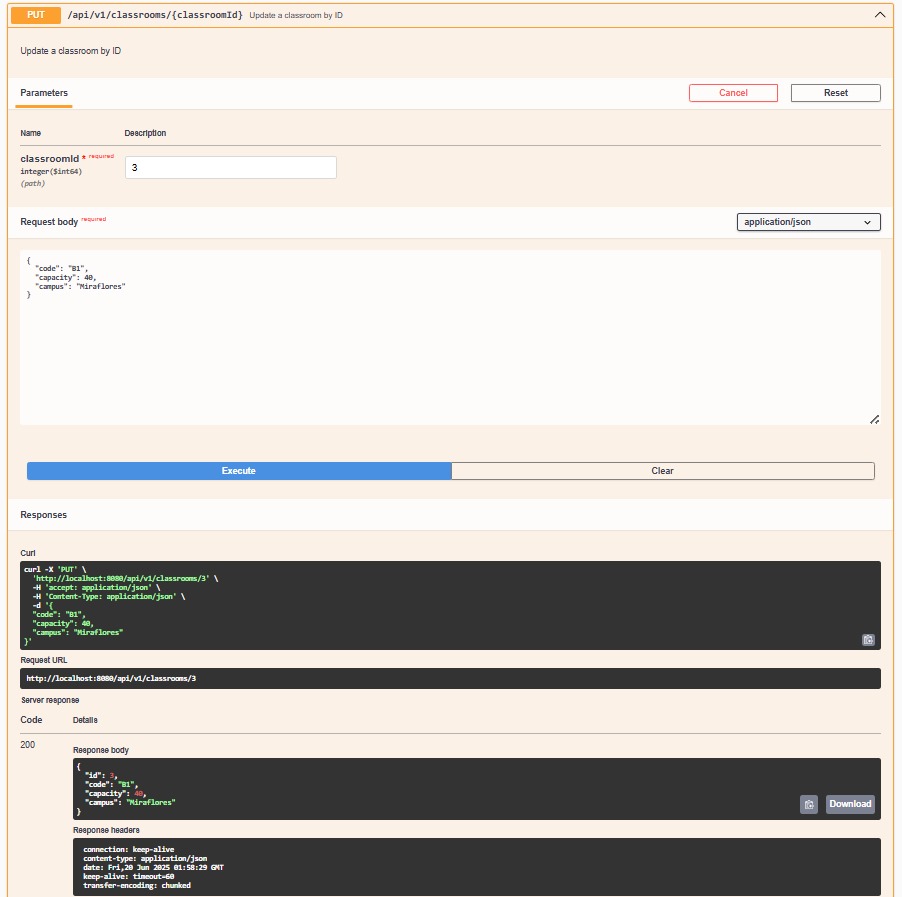 PUT /api/v1/classrooms/{classroomId} Update a classroom by ID
Update a classroom by ID
Parameters
Cancel
Reset
Name Description
classroomId * required
integer($int64)
(path)
3
Request body required
application/json
{
  "code": "B1",
  "capacity": 40,
  "campus": "Miraflores"
}
Execute
Clear
Responses
Curl
curl -X 'PUT' \
  'http://localhost:8080/api/v1/classrooms/3' \
  -H 'accept: application/json' \
  -H 'Content-Type: application/json' \
  -d '{
  "code": "B1",
  "capacity": 40,
  "campus": "Miraflores"
}'
Request URL
http://localhost:8080/api/v1/classrooms/3
Server response
Code Details
200
Response body
{
  "id": 3,
  "code": "B1",
  "capacity": 40,
  "campus": "Miraflores"
}
Download
Response headers
connection: keep-alive
content-type: application/json
date: Fri,20 Jun 2025 01:58:29 GMT
keep-alive: timeout=60
transfer-encoding: chunked